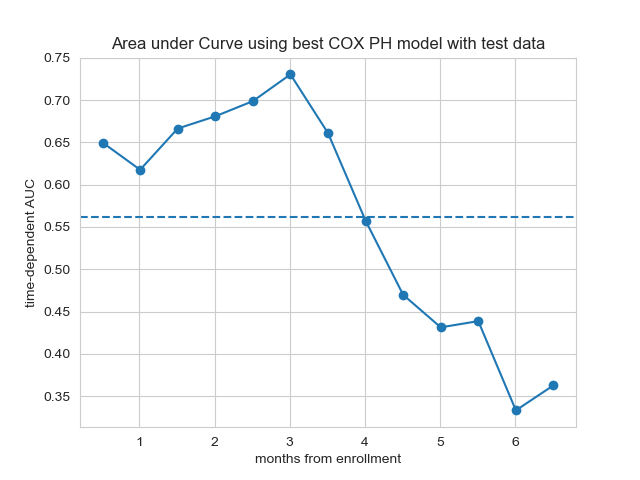 Area under Curve using best COX PH model with test data
0.75
0.70
0.65
0.60
0.55
0.50
0.45
0.40
0.35
time-dependent AUC
1 2 3 4 5 6
months from enrollment